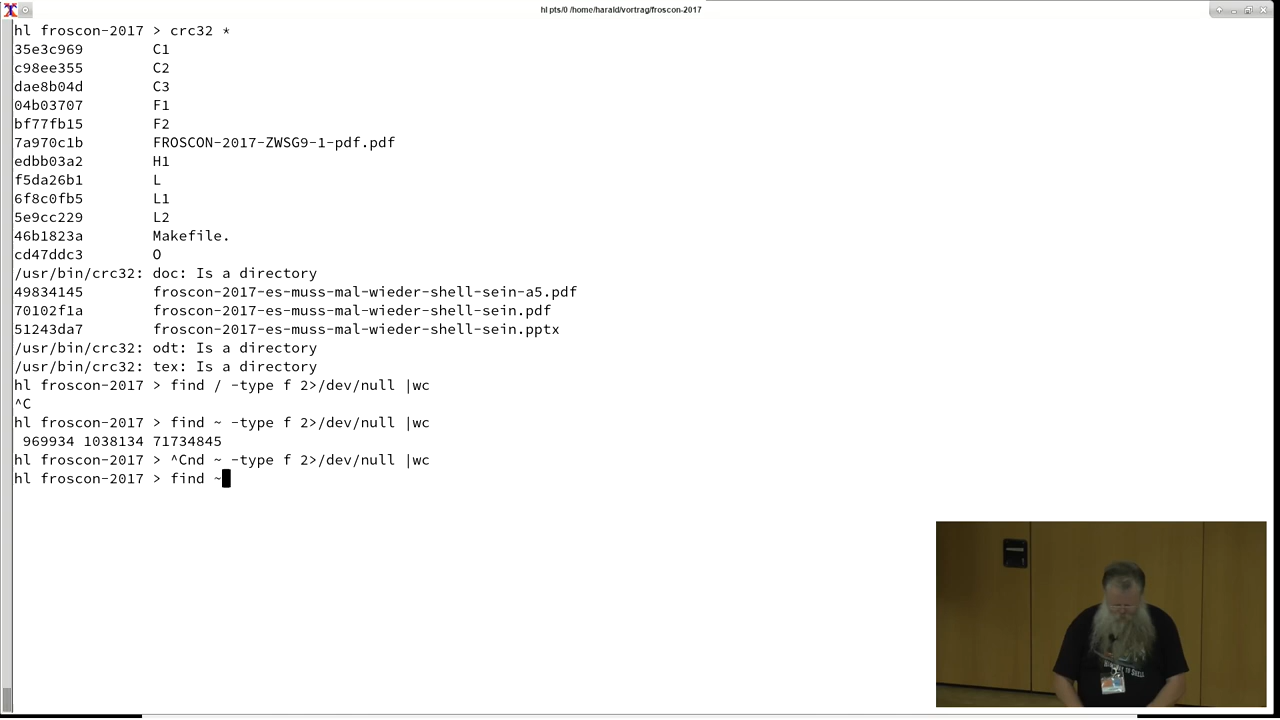 hl pts/0 /home/harald/vortrag/froscon-2017
hl froscon-2017 > crc32 *
35e3c969 C1
c98ee355 C2
dae8b04d C3
04b03707 F1
bf77fb15 F2
7a970c1b FROSCON-2017-ZWSG9-1-pdf.pdf
edbb03a2 H1
f5da26b1 L
6f8c0fb5 L1
5e9cc229 L2
46b1823a Makefile.
cd47ddc3 O
/usr/bin/crc32: doc: Is a directory
49834145 froscon-2017-es-muss-mal-wieder-shell-sein-a5.pdf
70102f1a froscon-2017-es-muss-mal-wieder-shell-sein.pdf
51243da7 froscon-2017-es-muss-mal-wieder-shell-sein.pptx
/usr/bin/crc32: odt: Is a directory
/usr/bin/crc32: tex: Is a directory
hl froscon-2017 > find / -type f 2>/dev/null |wc
^C
hl froscon-2017 > find ~ -type f 2>/dev/null |wc
969934 1038134 71734845
hl froscon-2017 > ^Cnd ~ -type f 2>/dev/null |wc
hl froscon-2017 > find ~